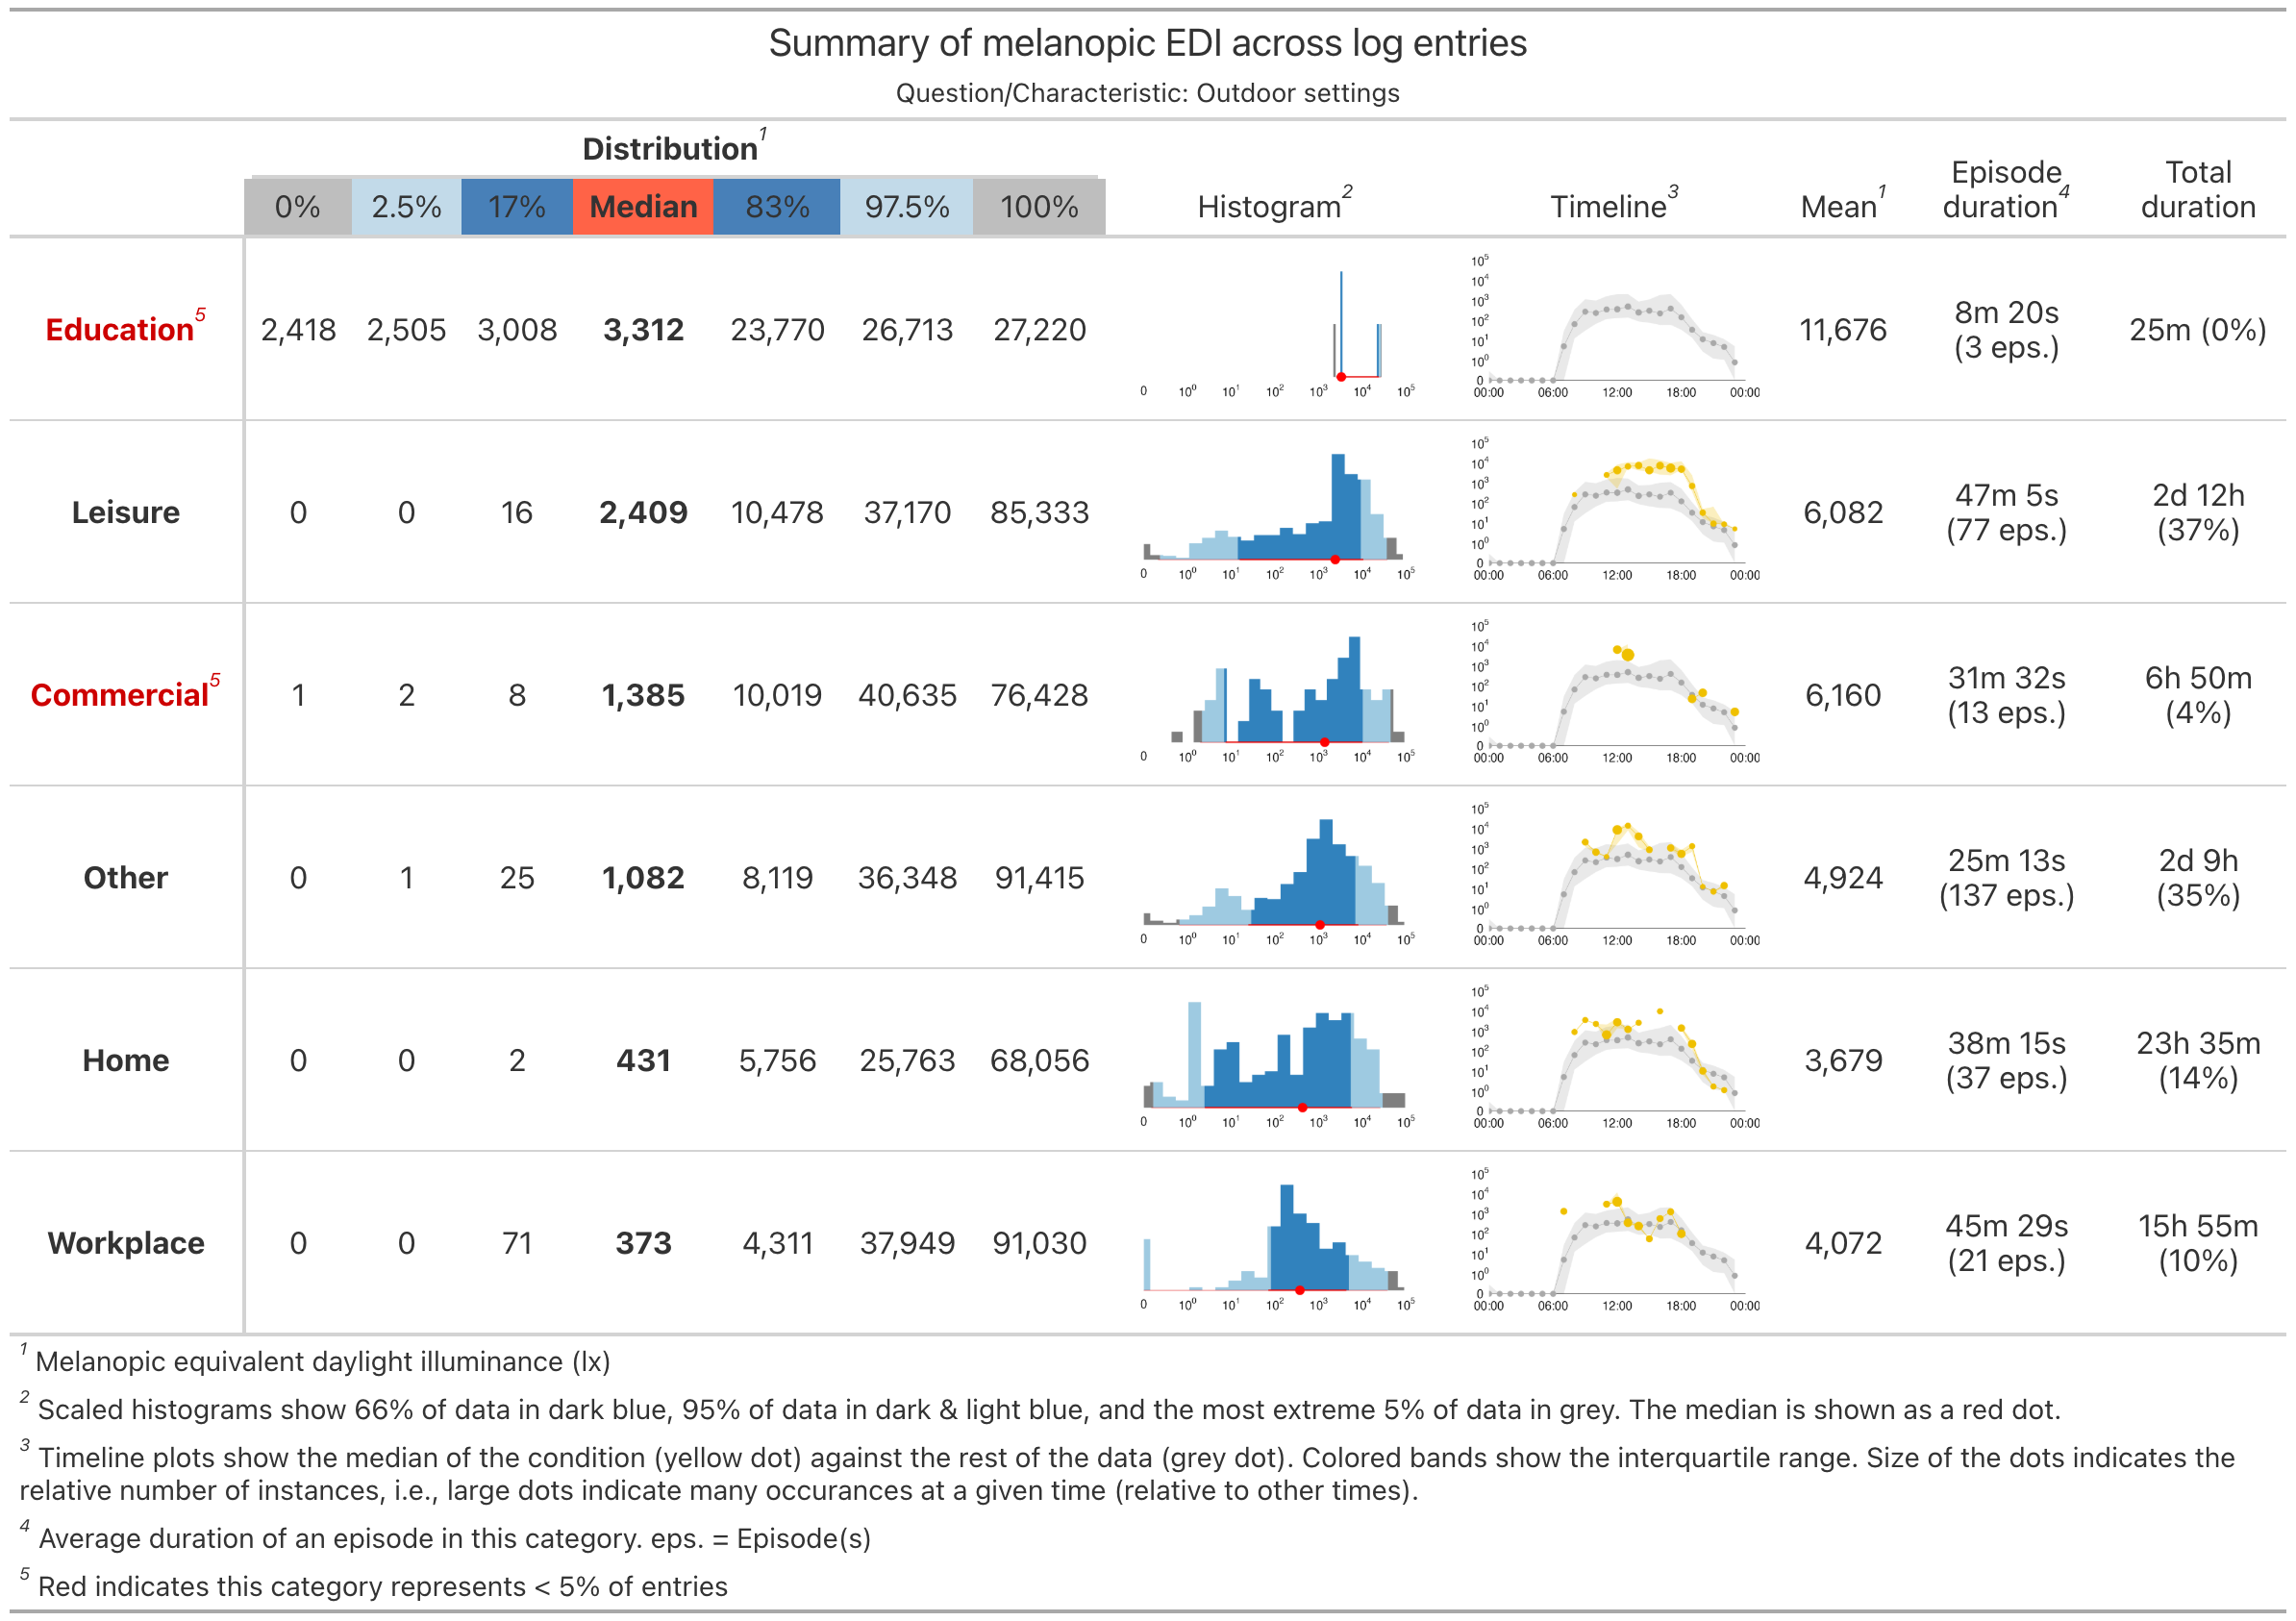 Summary of melanopic EDI across log entries
Question/Characteristic: Outdoor settings
Distribution1
0% 2.5% 17% Median 83% 97.5% 100% Histogram2 Timeline3 Mean1 Episode duration4 Total duration
Education5 2,418 2,505 3,008 3,312 23,770 26,713 27,220 11,676 8m 20s (3 eps.) 25m (0%)
0 10^0 10^1 10^2 10^3 10^4 10^5
10^5
10^4
10^3
10^2
10^1
10^0
0
00:00 06:00 12:00 18:00 00:00
Leisure 0 0 16 2,409 10,478 37,170 85,333 6,082 47m 5s (77 eps.) 2d 12h (37%)
0 10^0 10^1 10^2 10^3 10^4 10^5
10^5
10^4
10^3
10^2
10^1
10^0
0
00:00 06:00 12:00 18:00 00:00
Commercial5 1 2 8 1,385 10,019 40,635 76,428 6,160 31m 32s (13 eps.) 6h 50m (4%)
0 10^0 10^1 10^2 10^3 10^4 10^5
10^5
10^4
10^3
10^2
10^1
10^0
0
00:00 06:00 12:00 18:00 00:00
Other 0 1 25 1,082 8,119 36,348 91,415 4,924 25m 13s (137 eps.) 2d 9h (35%)
0 10^0 10^1 10^2 10^3 10^4 10^5
10^5
10^4
10^3
10^2
10^1
10^0
0
00:00 06:00 12:00 18:00 00:00
Home 0 0 2 431 5,756 25,763 68,056 3,679 38m 15s (37 eps.) 23h 35m (14%)
0 10^0 10^1 10^2 10^3 10^4 10^5
10^5
10^4
10^3
10^2
10^1
10^0
0
00:00 06:00 12:00 18:00 00:00
Workplace 0 0 71 373 4,311 37,949 91,030 4,072 45m 29s (21 eps.) 15h 55m (10%)
0 10^0 10^1 10^2 10^3 10^4 10^5
10^5
10^4
10^3
10^2
10^1
10^0
0
00:00 06:00 12:00 18:00 00:00
1 Melanopic equivalent daylight illuminance (lx)
2 Scaled histograms show 66% of data in dark blue, 95% of data in dark & light blue, and the most extreme 5% of data in grey. The median is shown as a red dot.
3 Timeline plots show the median of the condition (yellow dot) against the rest of the data (grey dot). Colored bands show the interquartile range. Size of the dots indicates the
relative number of instances, i.e., large dots indicate many occurances at a given time (relative to other times).
4 Average duration of an episode in this category. eps. = Episode(s)
5 Red indicates this category represents < 5% of entries